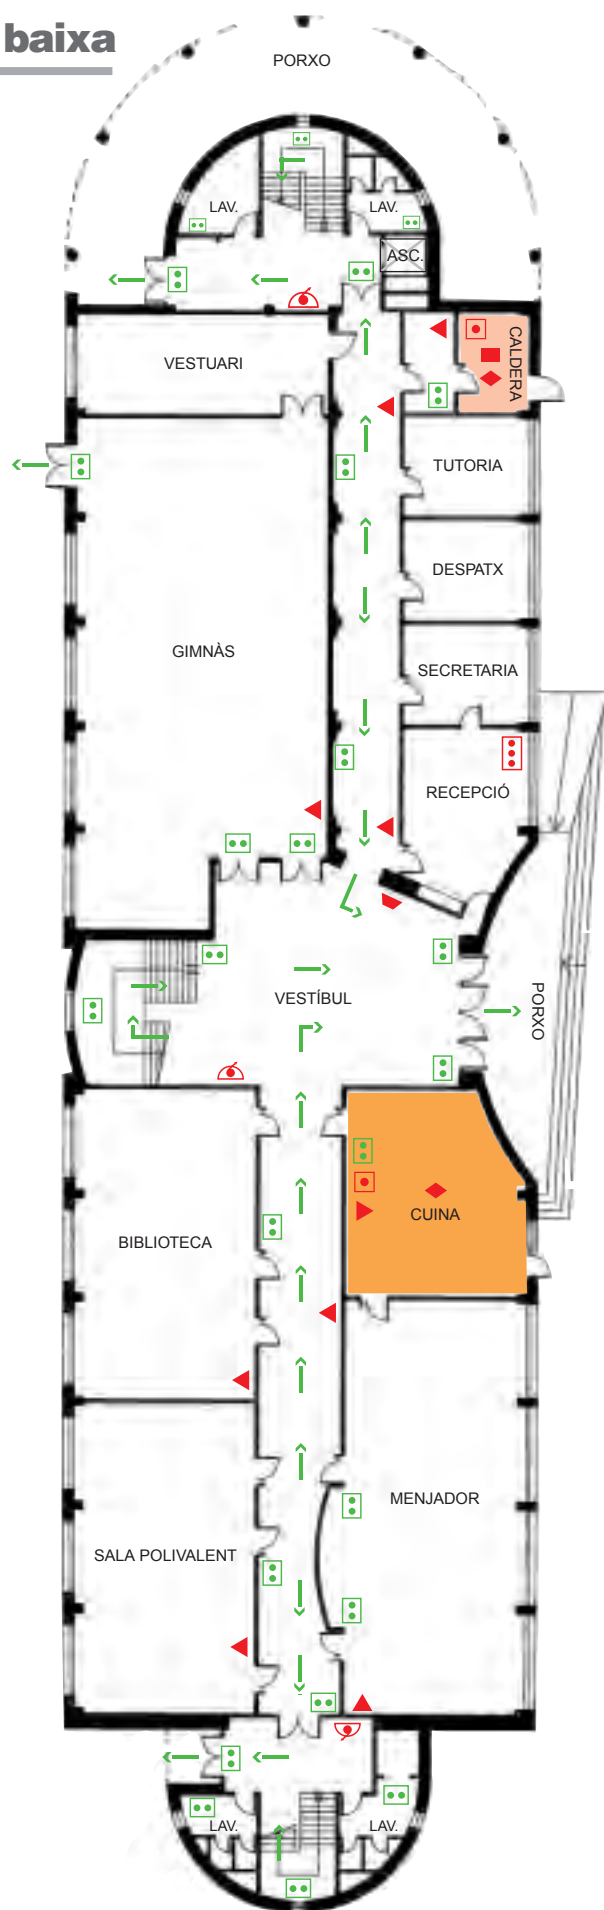 baixa
PORXO
LAV.
LAV.
ASC.
VESTUARI
CALDERA
TUTORIA
DESPATX
GIMNÀS
SECRETARIA
RECEPCIÓ
VESTÍBUL
PORXO
CUINA
BIBLIOTECA
MENJADOR
SALA POLIVALENT
LAV.
LAV.